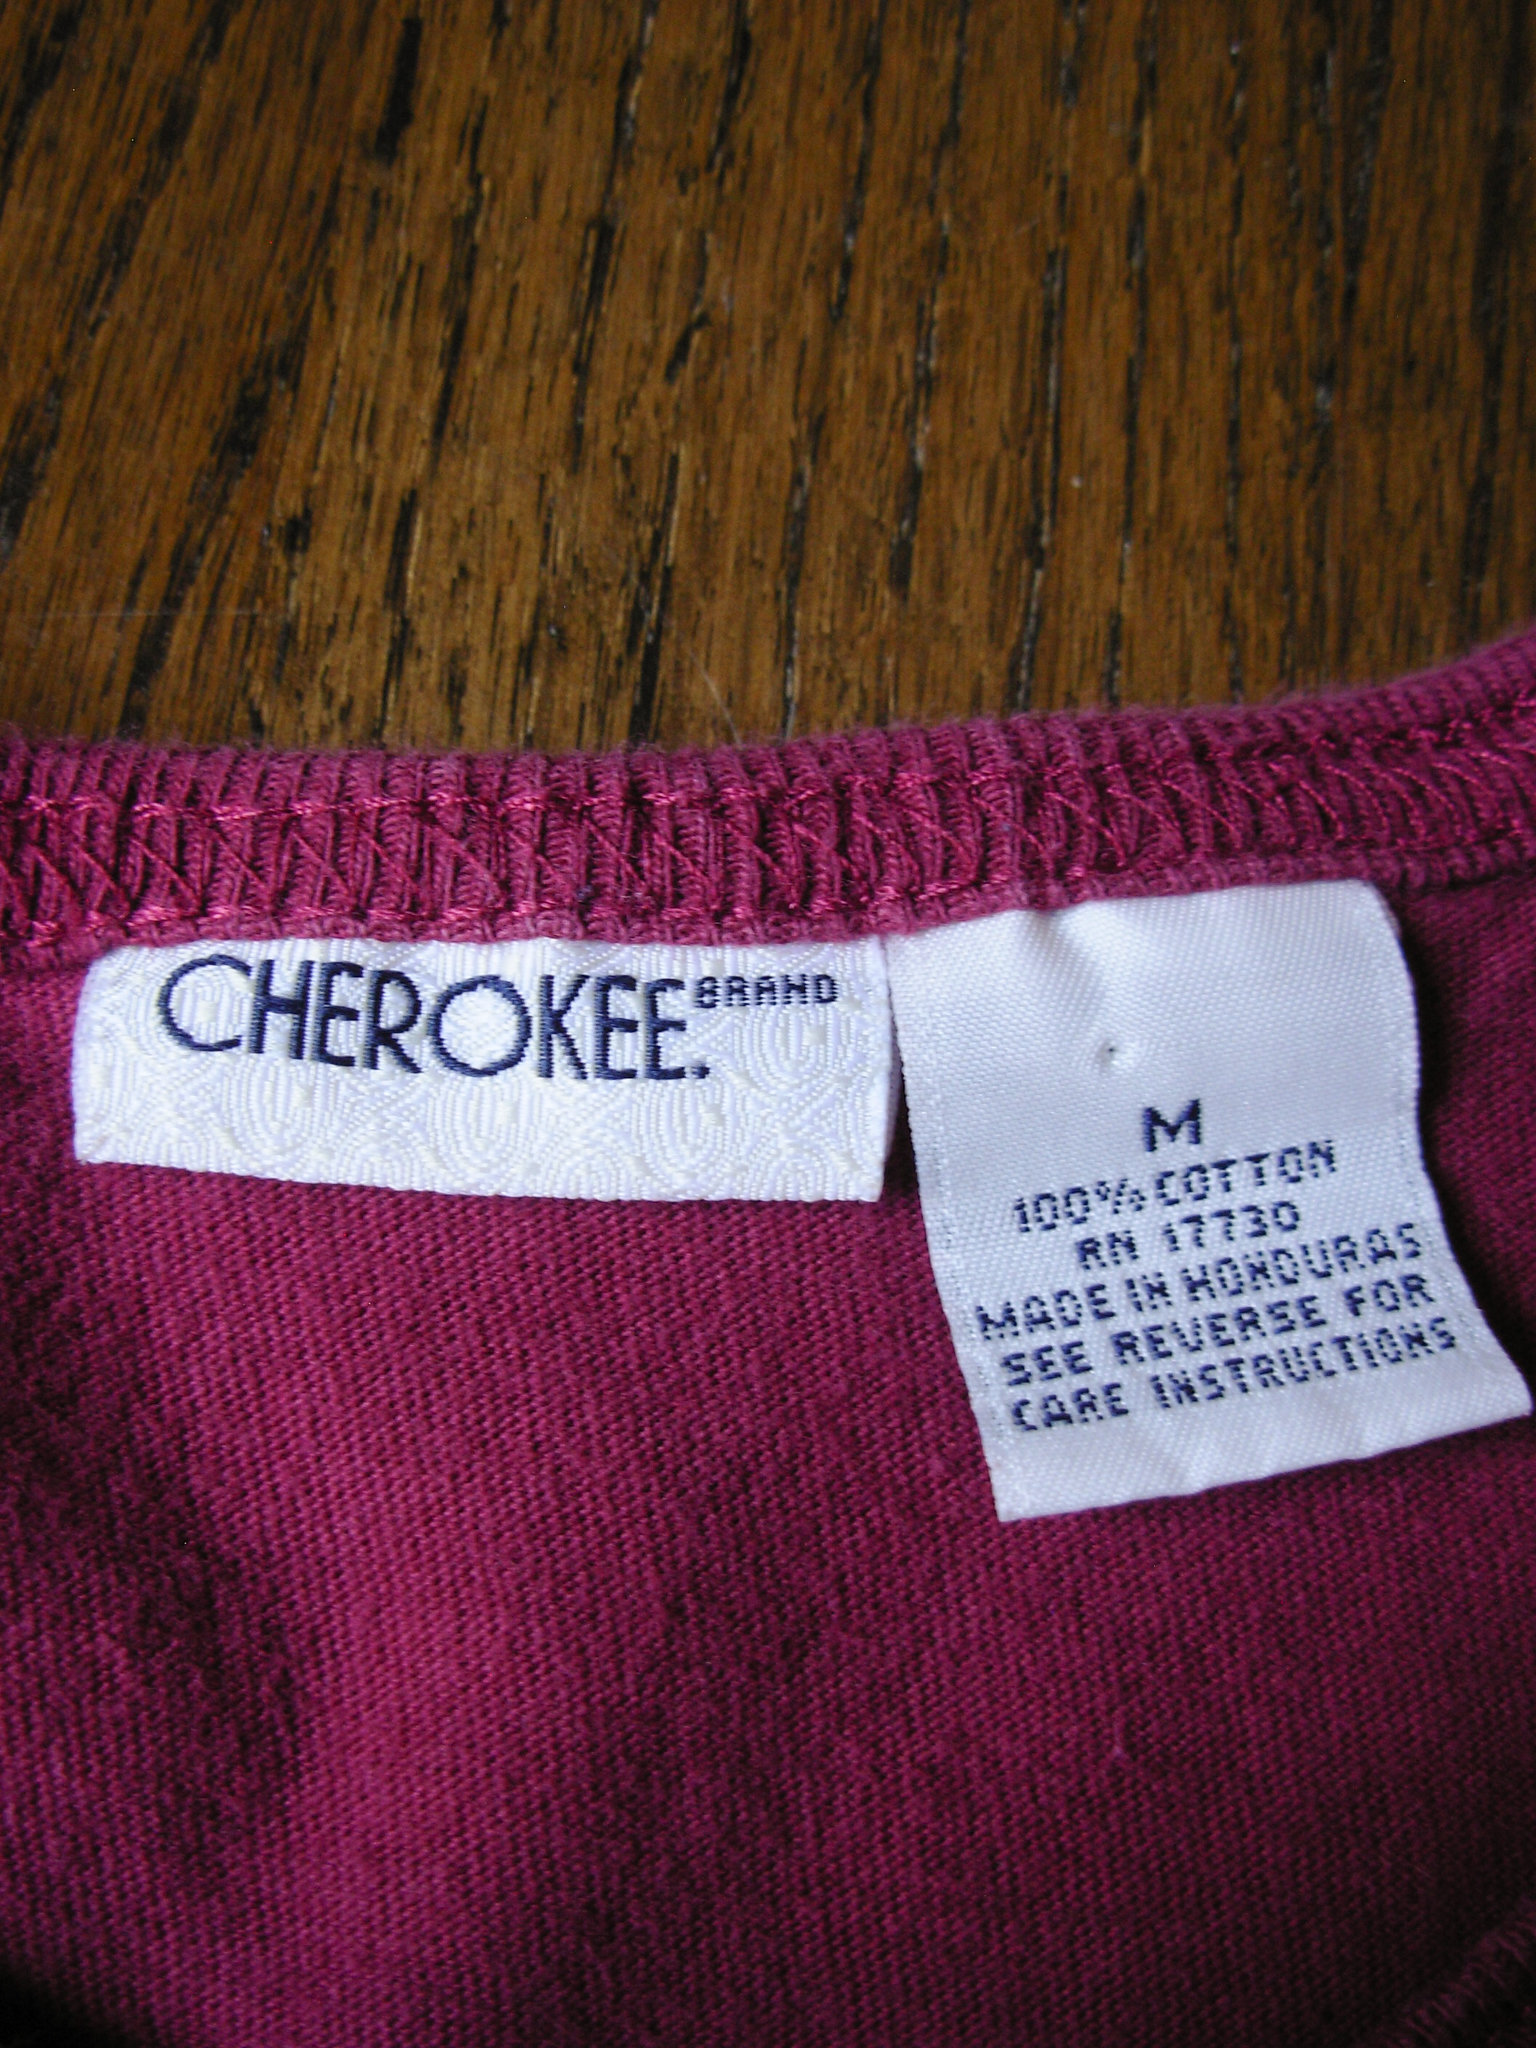 CHEROKEE. BRAND
M
100% COTTON
RN 17730
MADE IN HONDURAS
SEE REVERSE FOR
CARE INSTRUCTIONS